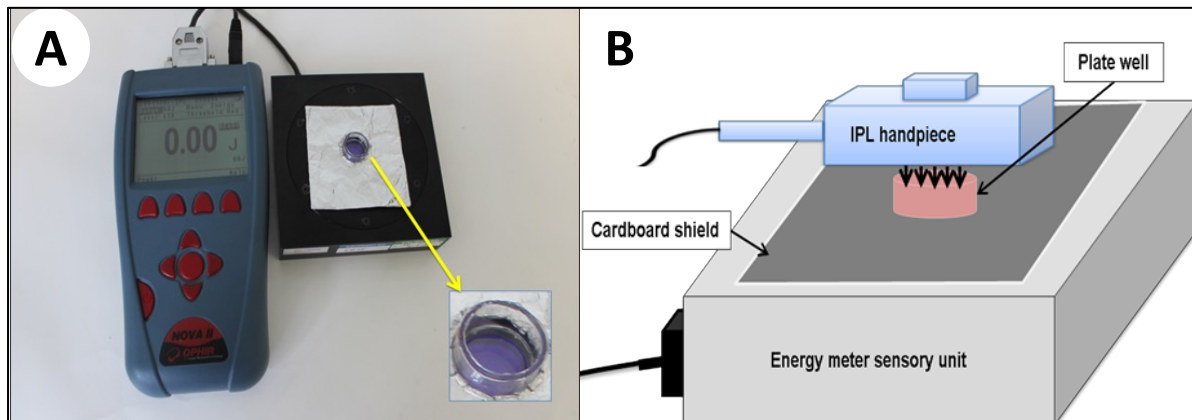 A
0.00
J
NOVA II
OPHIR
B
Plate well
IPL handpiece
Cardboard shield
Energy meter sensory unit